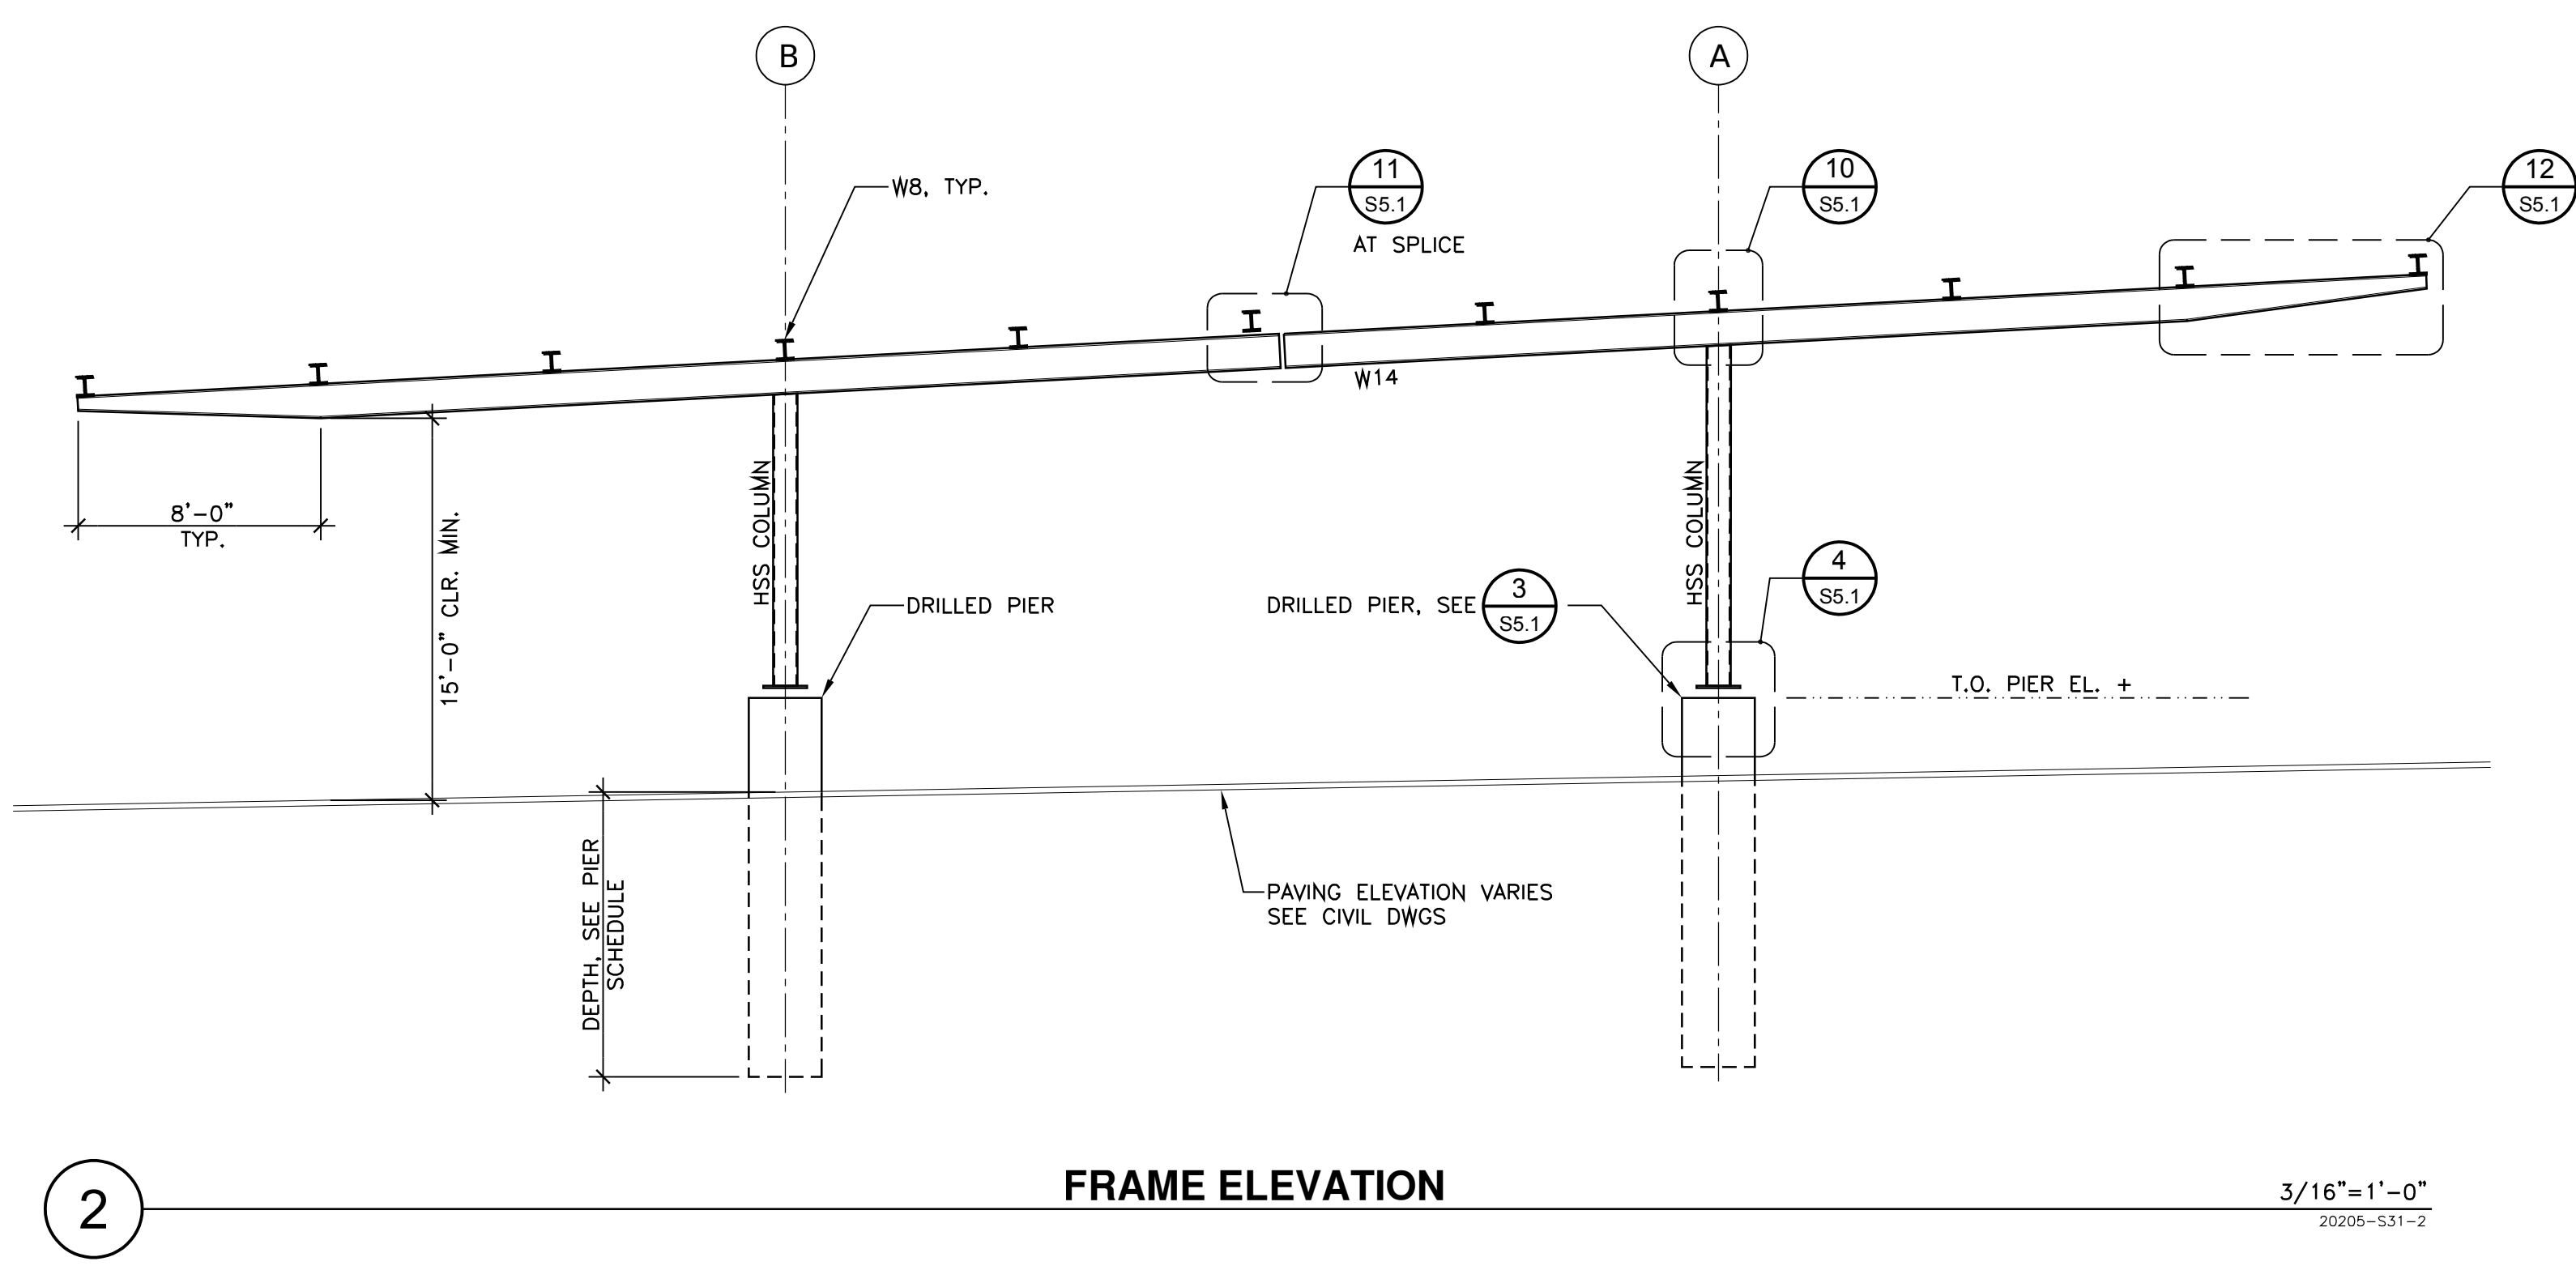 B
A
W8, TYP.
11
S5.1
AT SPLICE
10
S5.1
12
S5.1
W14
8'-0"
TYP.
15'-0" CLR. MIN.
HSS COLUMN
HSS COLUMN
DRILLED PIER
DRILLED PIER, SEE
3
S5.1
4
S5.1
T.O. PIER EL. +
DEPTH, SEE PIER
SCHEDULE
PAVING ELEVATION VARIES
SEE CIVIL DWGS
2
FRAME ELEVATION
3/16"=1'-0"
20205-S31-2